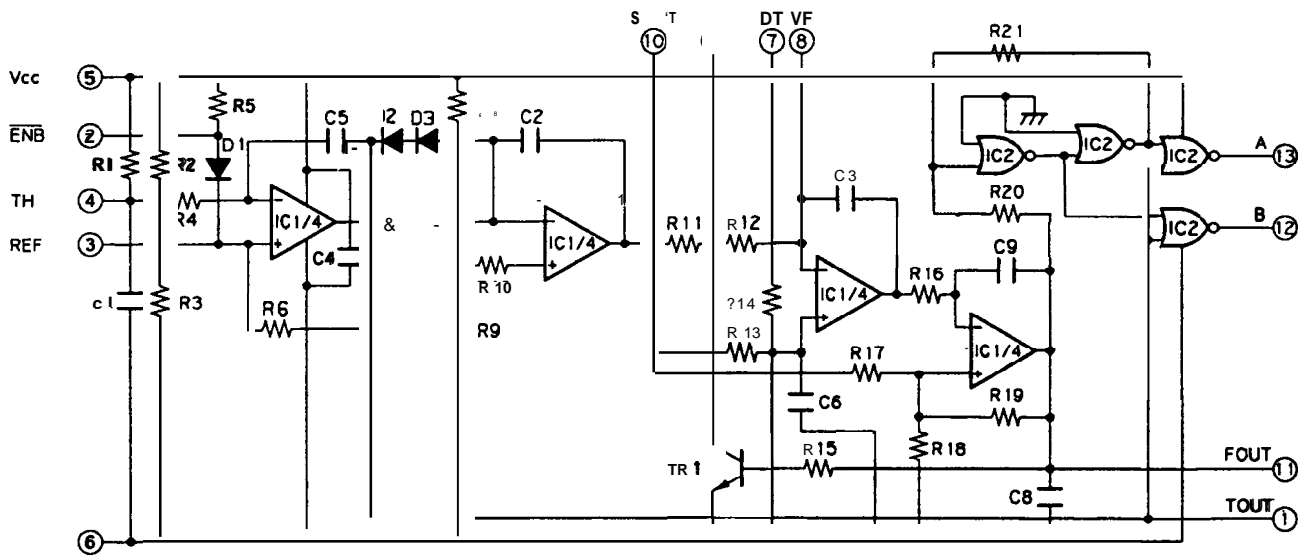 S 'T DT VF
10 7 8
R21
Vcc 5
R5
C5 D3 C2
ENB 2
D1
IC2 IC2 IC2 A 13
R1 R2
C3
TH 4
R4
R20
IC1/4 & - IC1/4 R11 R12
IC2 B 12
REF 3
C4
C9
R10 R16
C1 R3 ?14 IC1/4
R6 R9 R13
R17 IC1/4
R19
C6
R18
R15 FOUT 11
TR1
C8
TOUT 1
6